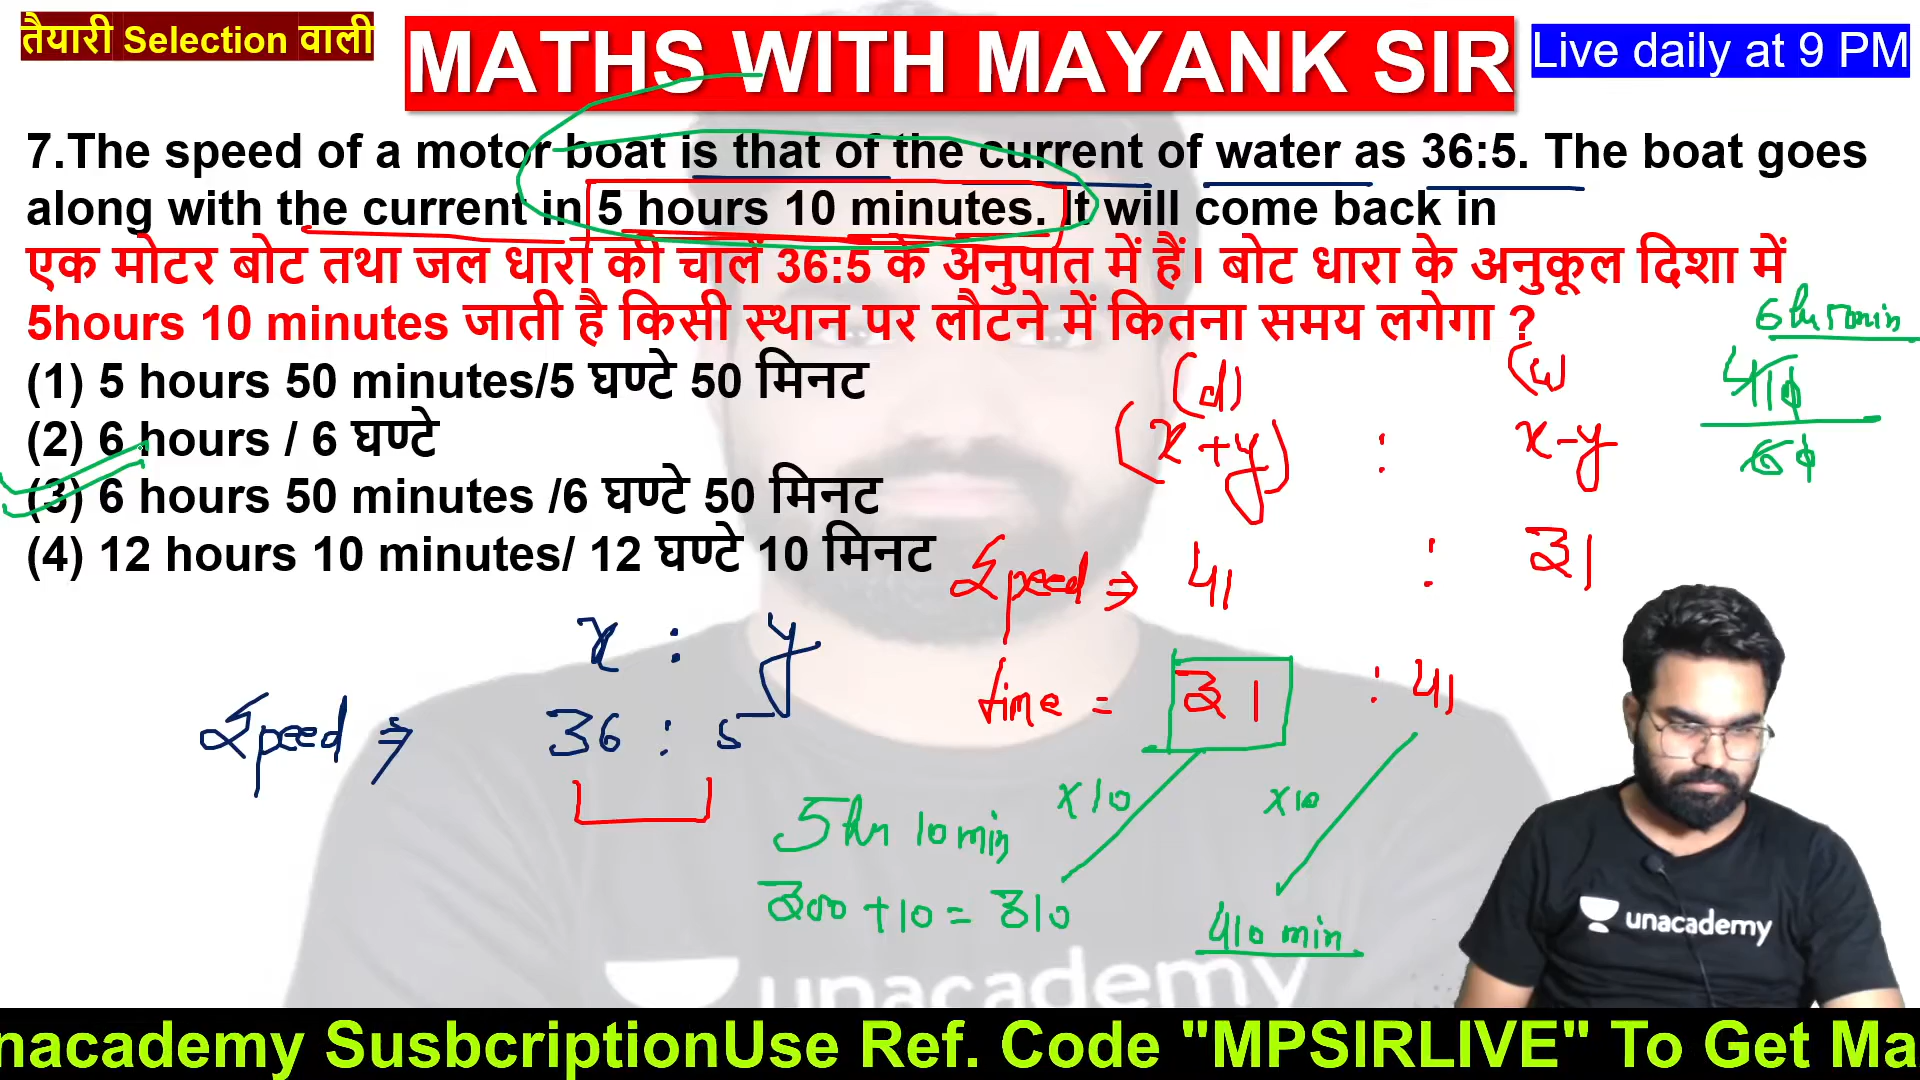 तैयारी Selection वाली
MATHS WITH MAYANK SIR
Live daily at 9 PM
7.The speed of a motor boat is that of the current of water as 36:5. The boat goes
along with the current in 5 hours 10 minutes. It will come back in
एक मोटर बोट तथा जल धारा की चालें 36:5 के अनुपात में हैं। बोट धारा के अनुकूल दिशा में
5hours 10 minutes जाती है किसी स्थान पर लौटने में कितना समय लगेगा ?
(1) 5 hours 50 minutes/5 घण्टे 50 मिनट
(2) 6 hours / 6 घण्टे
(3) 6 hours 50 minutes /6 घण्टे 50 मिनट
(4) 12 hours 10 minutes/ 12 घण्टे 10 मिनट
410
(d)
(x+y) : x-y
Speed ⇒ 41 : 31
time = 31 : 41
x : y
Speed ⇒ 36 : 5
x10
x10
5hr 10 min
300 + 10 = 310
410 min
unacademy
unacademy
nacademy SusbcriptionUse Ref. Code "MPSIRLIVE" To Get Ma